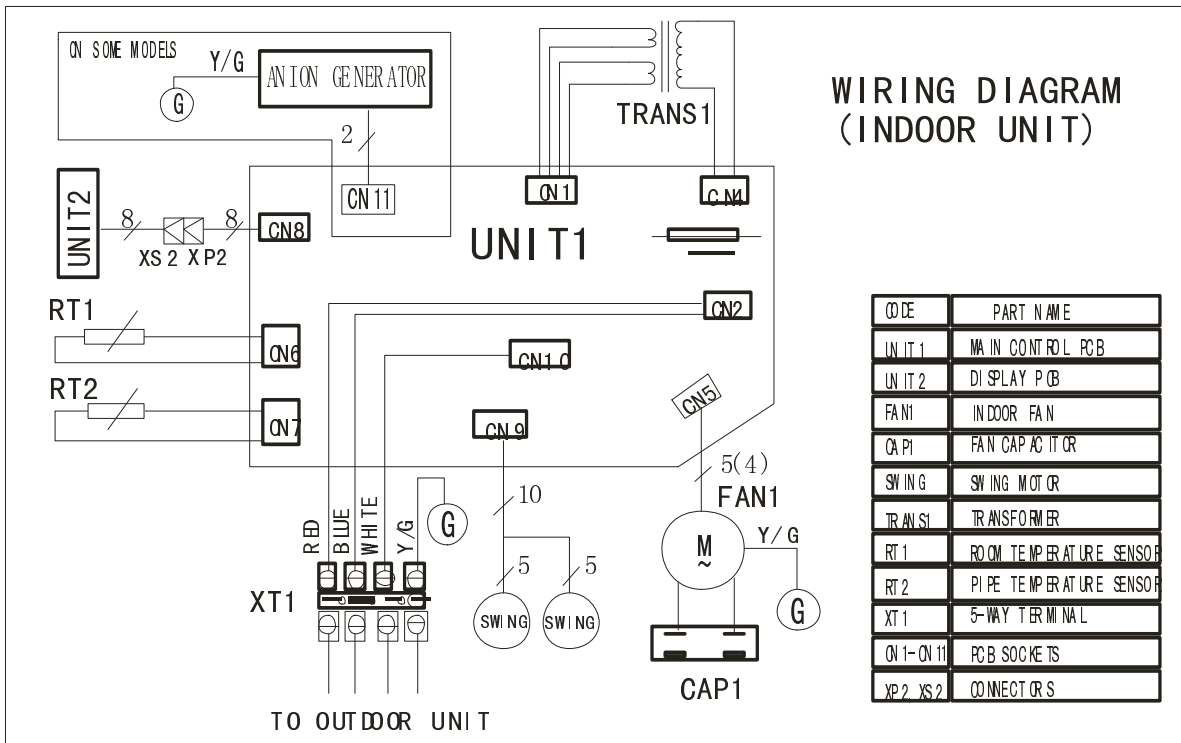 ON SOME MODELS
Y/G
ANION GENERATOR
G
2
CN11
TRANS1
WIRING DIAGRAM
(INDOOR UNIT)
CN1
CN4
UNIT2
8
8
CN8
XS2 XP2
UNIT1
RT1
CN6
CN2
CN10
RT2
CN7
CN5
CN9
5(4)
FAN1
10
RED
BLUE
WHITE
Y/G
G
M
~
Y/G
G
5
5
XT1
SWING
SWING
CAP1
TO OUTDOOR UNIT
CODE PART NAME
UNIT1 MAIN CONTROL PCB
UNIT2 DISPLAY PCB
FAN1 INDOOR FAN
CAP1 FAN CAPACITOR
SWING SWING MOTOR
TRANS1 TRANSFORMER
RT1 ROOM TEMPERATURE SENSOR
RT2 PIPE TEMPERATURE SENSOR
XT1 5-WAY TERMINAL
CN1-CN11 PCB SOCKETS
XP2. XS2 CONNECTORS